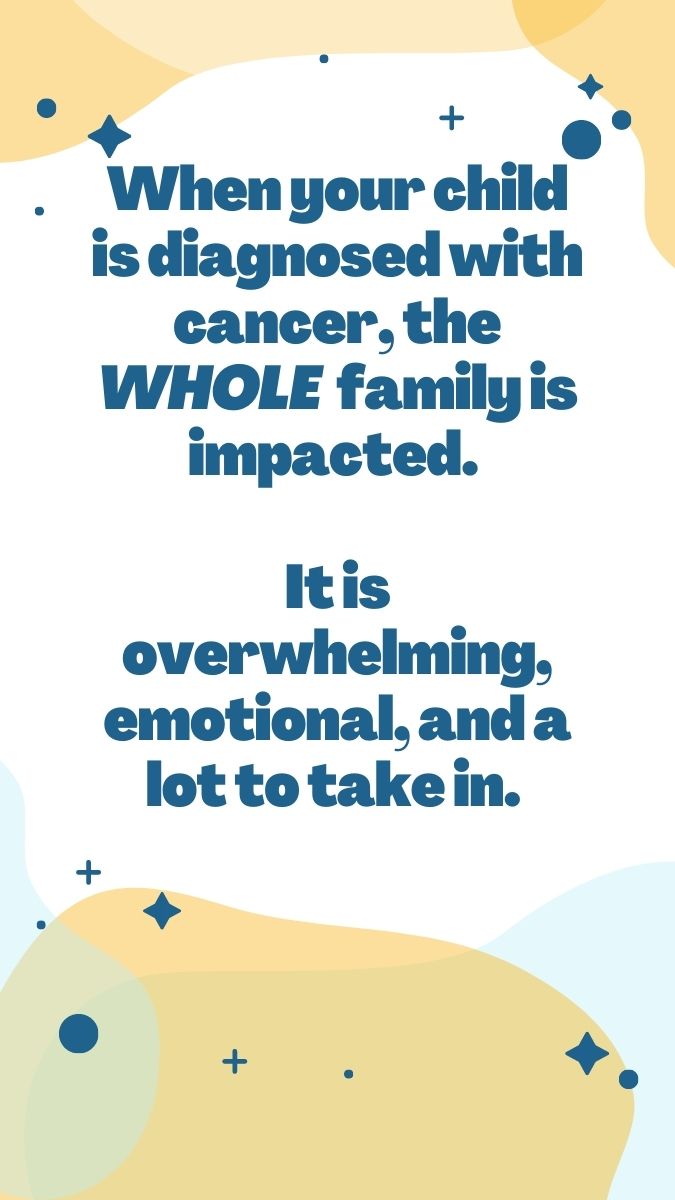 When your child
is diagnosed with
cancer, the
WHOLE family is
impacted.
It is
overwhelming,
emotional, and a
lot to take in.